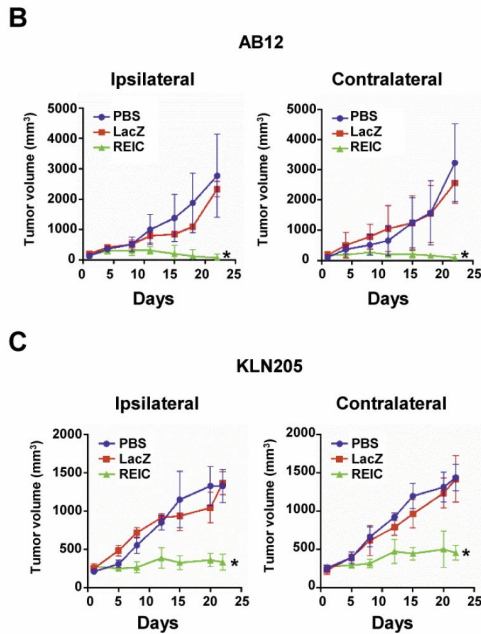 B
AB12
Ipsilateral
Contralateral
PBS
LacZ
REIC
Tumor volume (mm³)
5000
4000
3000
2000
1000
0
0 5 10 15 20 25
*
Days
PBS
LacZ
REIC
Tumor volume (mm³)
5000
4000
3000
2000
1000
0
0 5 10 15 20 25
*
Days
C
KLN205
Ipsilateral
Contralateral
PBS
LacZ
REIC
Tumor volume (mm³)
2000
1500
1000
500
0
0 5 10 15 20 25
*
Days
PBS
LacZ
REIC
Tumor volume (mm³)
2000
1500
1000
500
0
0 5 10 15 20 25
*
Days